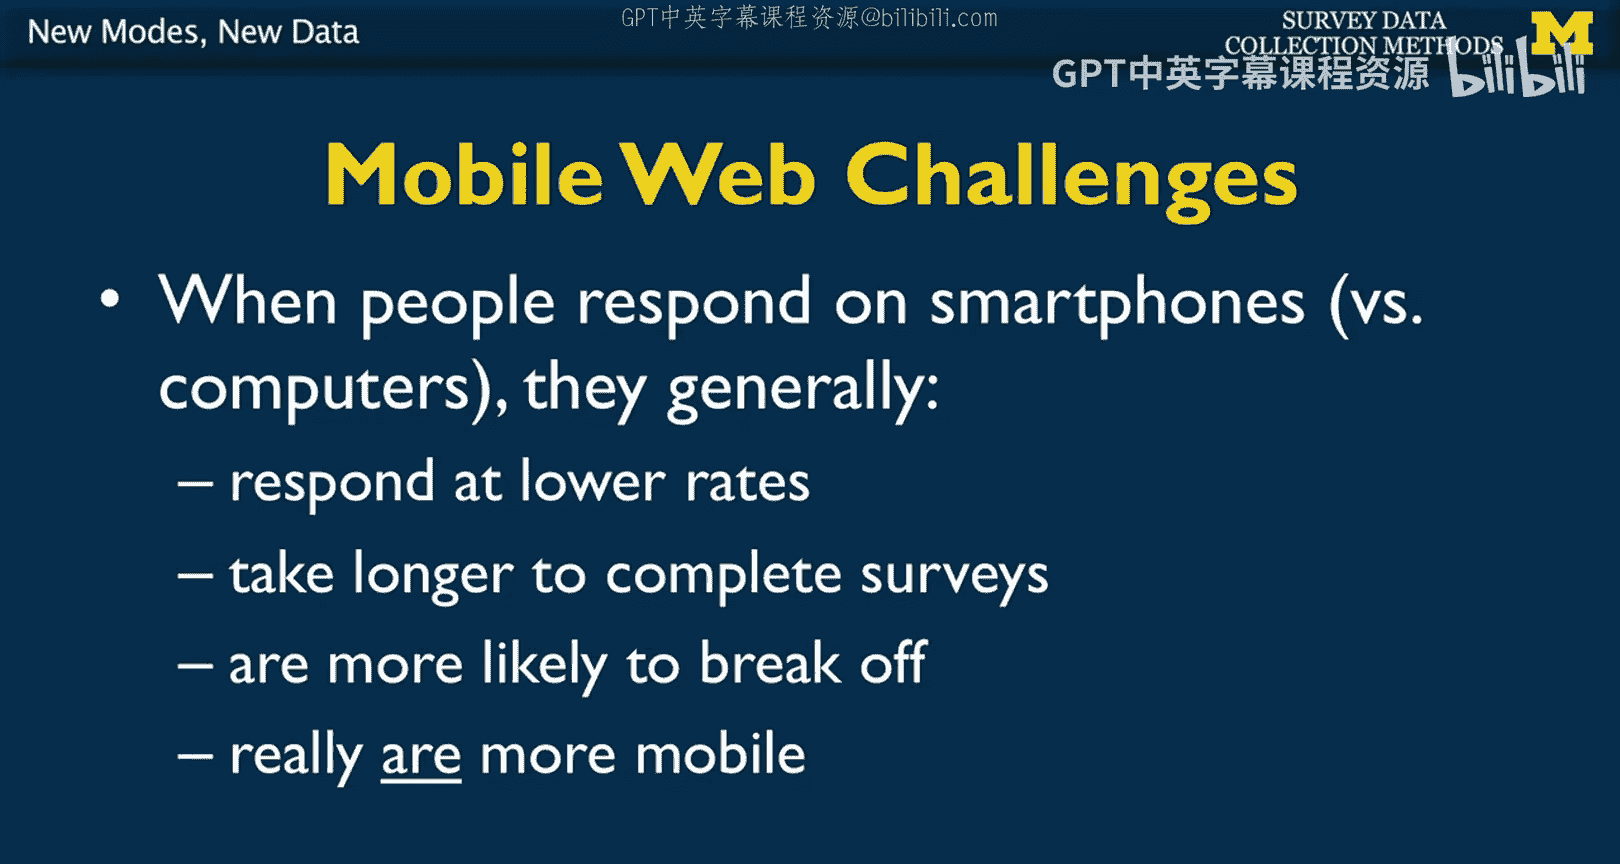 New Modes, New Data
GPT中英字幕课程资源@bilibili.com
SURVEY DATA
COLLECTION METHODS
M
GPT中英字幕课程资源 bilibili
Mobile Web Challenges
• When people respond on smartphones (vs.
computers), they generally:
– respond at lower rates
– take longer to complete surveys
– are more likely to break off
– really are more mobile